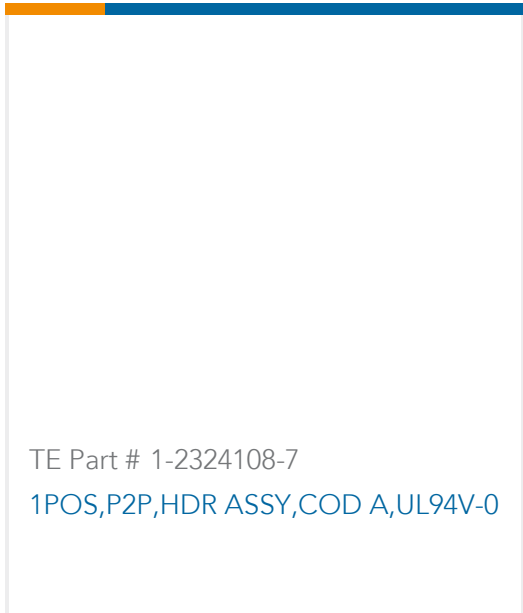 TE Part # 1-2324108-7
1POS,P2P,HDR ASSY,COD A,UL94V-0